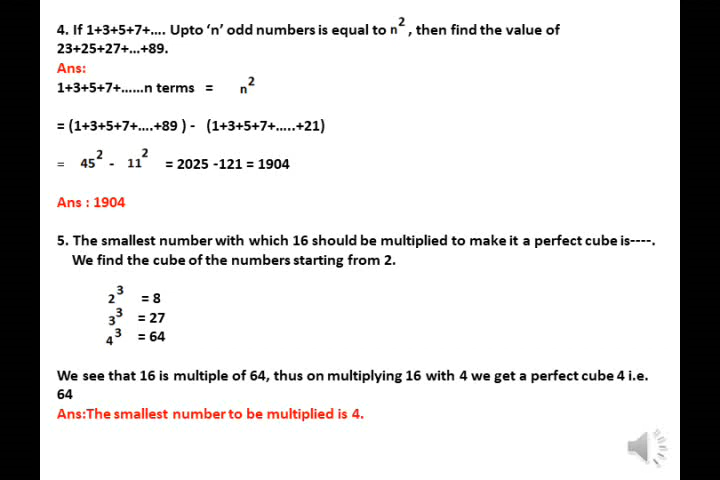 4. If 1+3+5+7+.... Upto ‘n’ odd numbers is equal to n², then find the value of
23+25+27+...+89.
Ans:
1+3+5+7+......n terms = n²
= (1+3+5+7+....+89 ) - (1+3+5+7+.....+21)
= 45² - 11² = 2025 -121 = 1904
Ans : 1904
5. The smallest number with which 16 should be multiplied to make it a perfect cube is----.
We find the cube of the numbers starting from 2.
2³ = 8
3³ = 27
4³ = 64
We see that 16 is multiple of 64, thus on multiplying 16 with 4 we get a perfect cube 4 i.e.
64
Ans:The smallest number to be multiplied is 4.